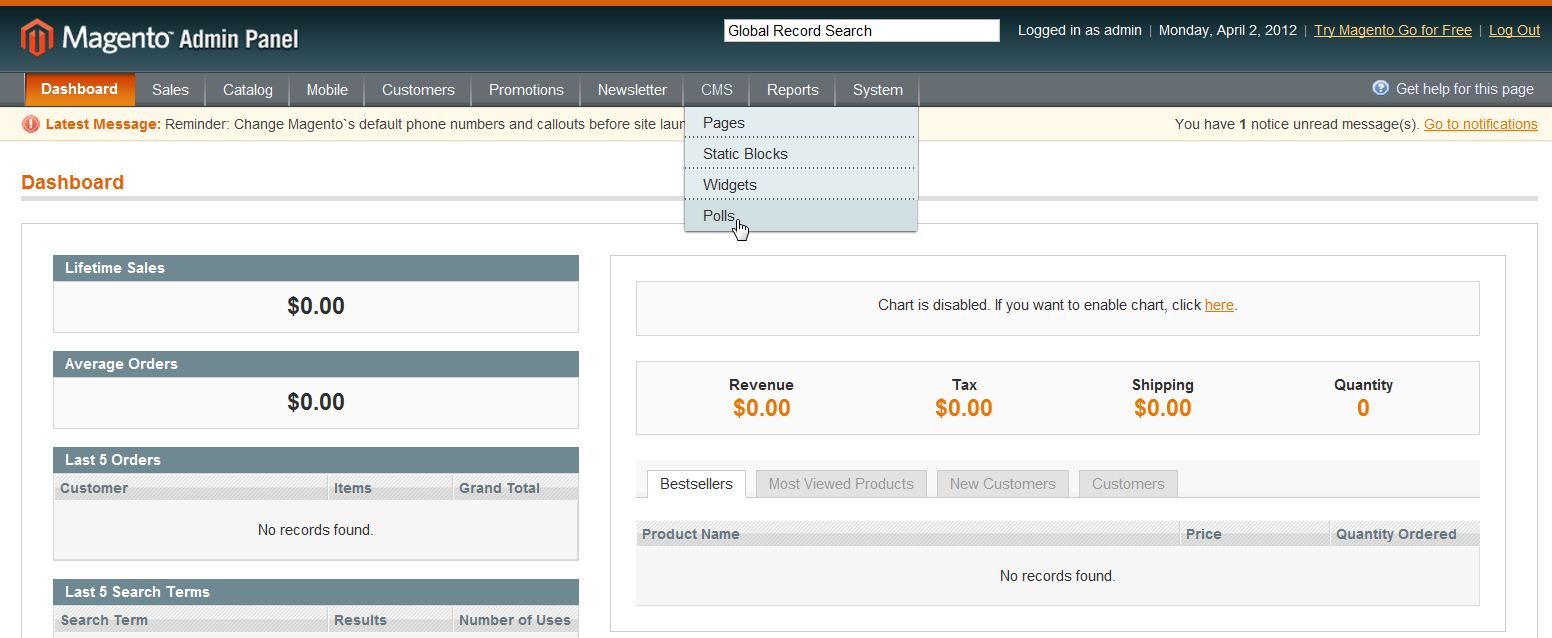 Magento Admin Panel
Global Record Search
Logged in as admin | Monday, April 2, 2012 | Try Magento Go for Free | Log Out
Dashboard Sales Catalog Mobile Customers Promotions Newsletter CMS Reports System
Get help for this page
Latest Message: Reminder: Change Magento`s default phone numbers and callouts before site
You have 1 notice unread message(s). Go to notifications
Pages
Static Blocks
Widgets
Polls
Dashboard
Lifetime Sales
$0.00
Average Orders
$0.00
Last 5 Orders
Customer Items Grand Total
No records found.
Last 5 Search Terms
Search Term Results Number of Uses
Chart is disabled. If you want to enable chart, click here.
Revenue Tax Shipping Quantity
$0.00 $0.00 $0.00 0
Bestsellers Most Viewed Products New Customers Customers
Product Name Price Quantity Ordered
No records found.